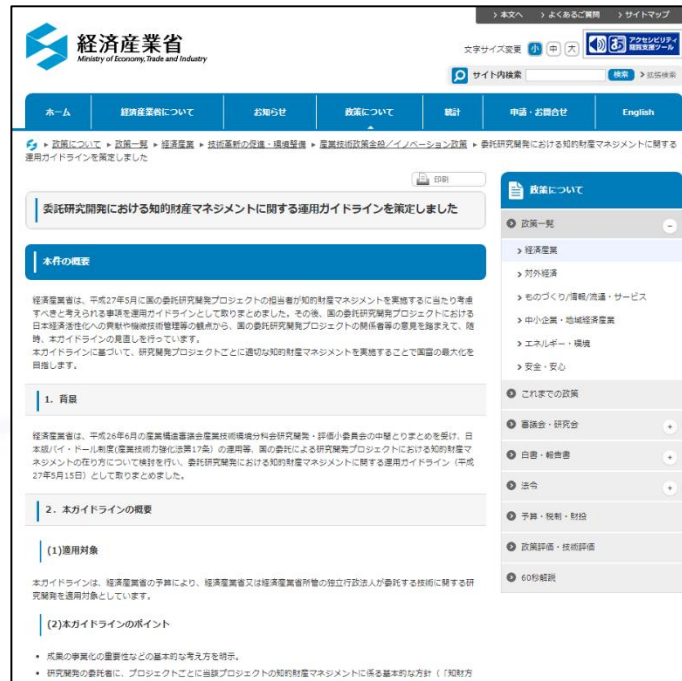 本文へ よくあるご質問 サイトマップ
経済産業省
Ministry of Economy, Trade and Industry
文字サイズ変更 小 中 大 アクセシビリティ
閲覧支援ツール
サイト内検索 検索 拡張検索
ホーム 経済産業省について お知らせ 政策について 統計 申請・お問合せ English
政策について 政策一覧 経済産業 技術革新の促進・環境整備 産業技術政策全般/イノベーション政策 委託研究開発における知的財産マネジメントに関する
運用ガイドラインを策定しました
印刷
委託研究開発における知的財産マネジメントに関する運用ガイドラインを策定しました
本件の概要
経済産業省は、平成27年5月に国の委託研究開発プロジェクトの担当者が知的財産マネジメントを実施するに当たり考慮
すべきと考えられる事項を運用ガイドラインとして取りまとめました。その後、国の研究開発プロジェクトにおける
日本経済活性化への貢献や機微技術管理等の観点から、国の委託研究開発プロジェクトの関係者等の意見を踏まえて、随
時、本ガイドラインの見直しを行っています。
本ガイドラインに基づいて、研究開発プロジェクトごとに適切な知的財産マネジメントを実施することで国富の最大化を
目指します。
1. 背景
経済産業省は、平成26年6月の産業構造審議会産業技術環境分科会研究開発・評価小委員会の中間とりまとめを受け、日
本版バイ・ドール制度(産業技術力強化法第17条)の運用等、国の委託による研究開発プロジェクトにおける知的財産マ
ネジメントの在り方について検討を行い、委託研究開発における知的財産マネジメントに関する運用ガイドライン(平成
27年5月15日)として取りまとめました。
2. 本ガイドラインの概要
(1)適用対象
本ガイドラインは、経済産業省の予算により、経済産業省又は経済産業省所管の独立行政法人が委託する技術に関する研
究開発を適用対象としています。
(2)本ガイドラインのポイント
• 成果の事業化の重要性などの基本的な考え方を明示。
• 研究開発の委託者に、プロジェクトごとに当該プロジェクトの知的財産マネジメントに係る基本的な方針(「知財方
政策について
政策一覧
経済産業
対外経済
ものづくり/情報/流通・サービス
中小企業・地域経済産業
エネルギー・環境
安全・安心
これまでの政策
審議会・研究会
白書・報告書
法令
予算・税制・財投
政策評価・技術評価
60秒解説